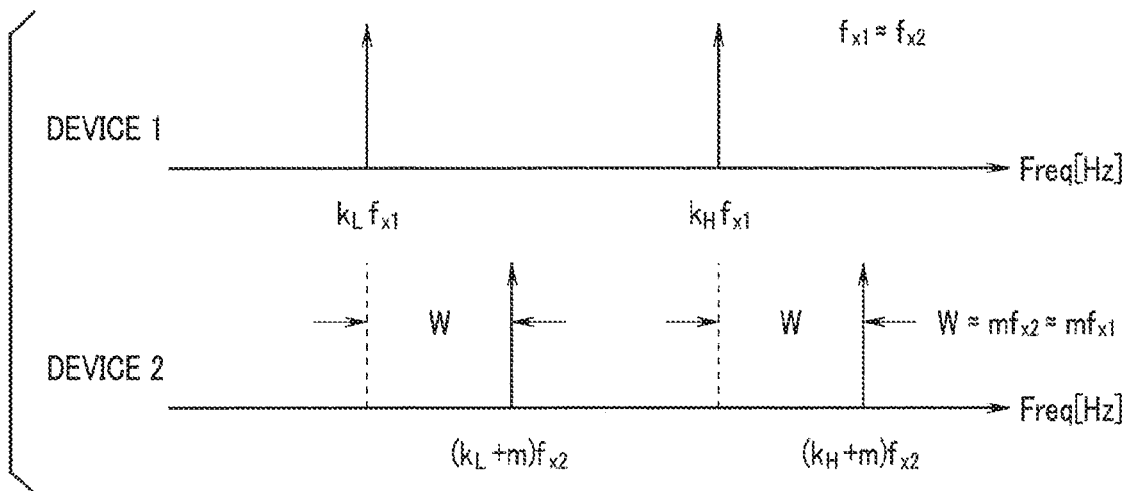 f_x1 ≈ f_x2
DEVICE 1
Freq[Hz]
k_L f_x1
k_H f_x1
W
W
W ≈ mf_x2 ≈ mf_x1
DEVICE 2
Freq[Hz]
(k_L +m)f_x2
(k_H +m)f_x2